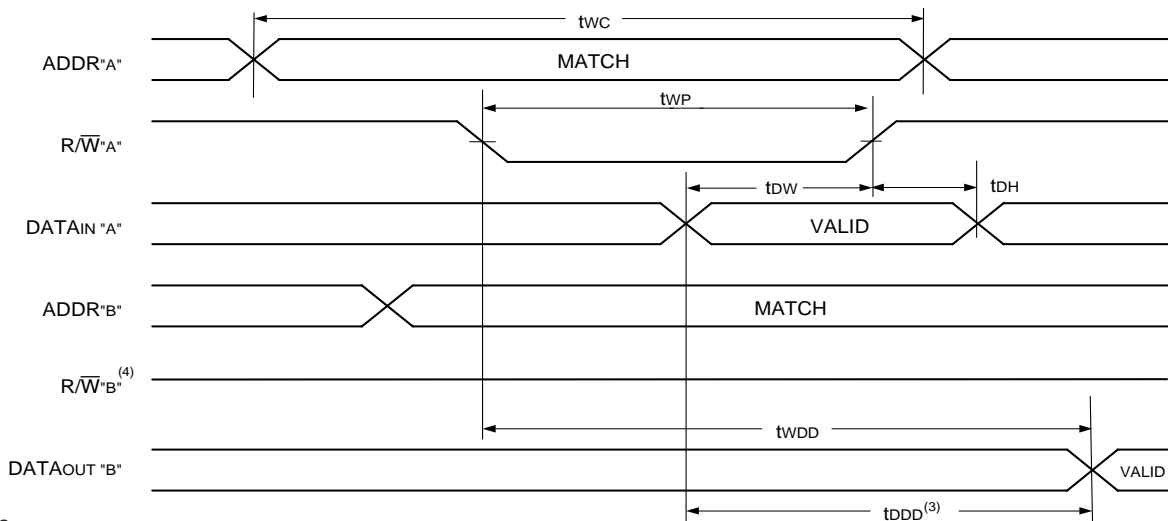 tWC
ADDR"A"
MATCH
tWP
R/W̅"A"
tDW
tDH
DATAIN "A"
VALID
ADDR"B"
MATCH
R/W̅"B"(4)
tWDD
DATAOUT "B"
VALID
tDDD(3)